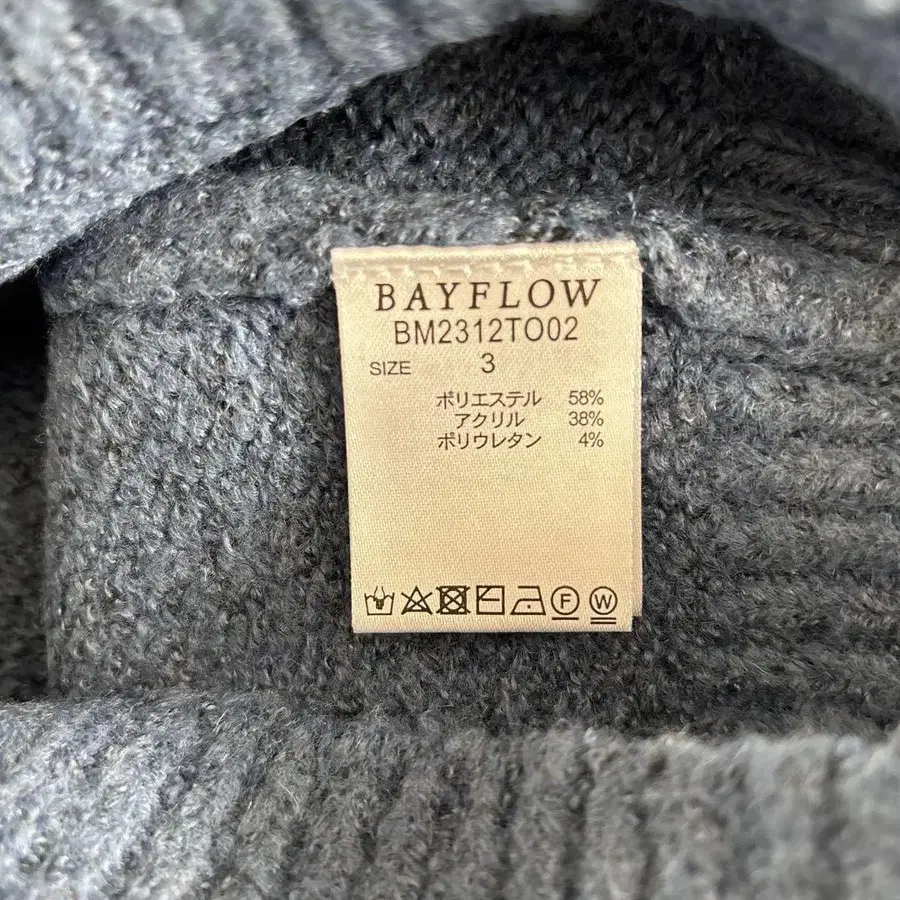 BAYFLOW
BM2312TO02
SIZE 3
ポリエステル 58%
アクリル 38%
ポリウレタン 4%
F W